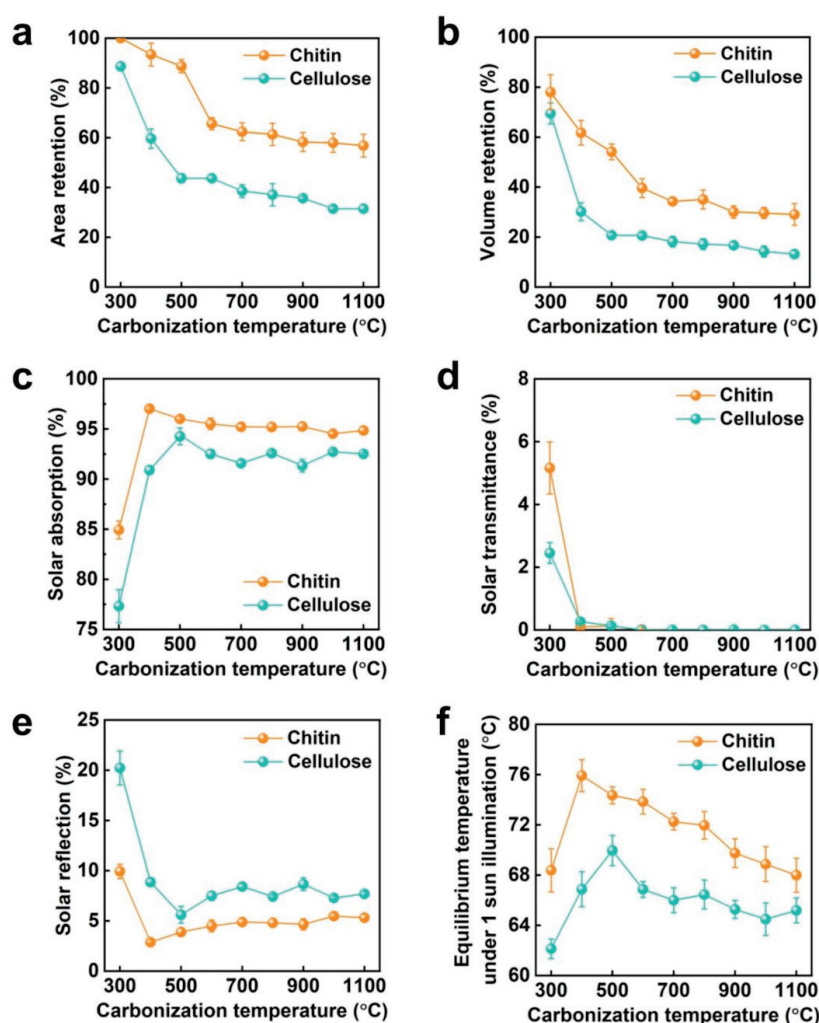 a
Area retention (%)
100
80
60
40
20
0
Chitin
Cellulose
300 500 700 900 1100
Carbonization temperature (°C)
b
Volume retention (%)
100
80
60
40
20
0
Chitin
Cellulose
300 500 700 900 1100
Carbonization temperature (°C)
c
Solar absorption (%)
100
95
90
85
80
75
Chitin
Cellulose
300 500 700 900 1100
Carbonization temperature (°C)
d
Solar transmittance (%)
8
6
4
2
0
Chitin
Cellulose
300 500 700 900 1100
Carbonization temperature (°C)
e
Solar reflection (%)
25
20
15
10
5
0
Chitin
Cellulose
300 500 700 900 1100
Carbonization temperature (°C)
f
Equilibrium temperature
under 1 sun illumination (°C)
80
76
72
68
64
60
Chitin
Cellulose
300 500 700 900 1100
Carbonization temperature (°C)